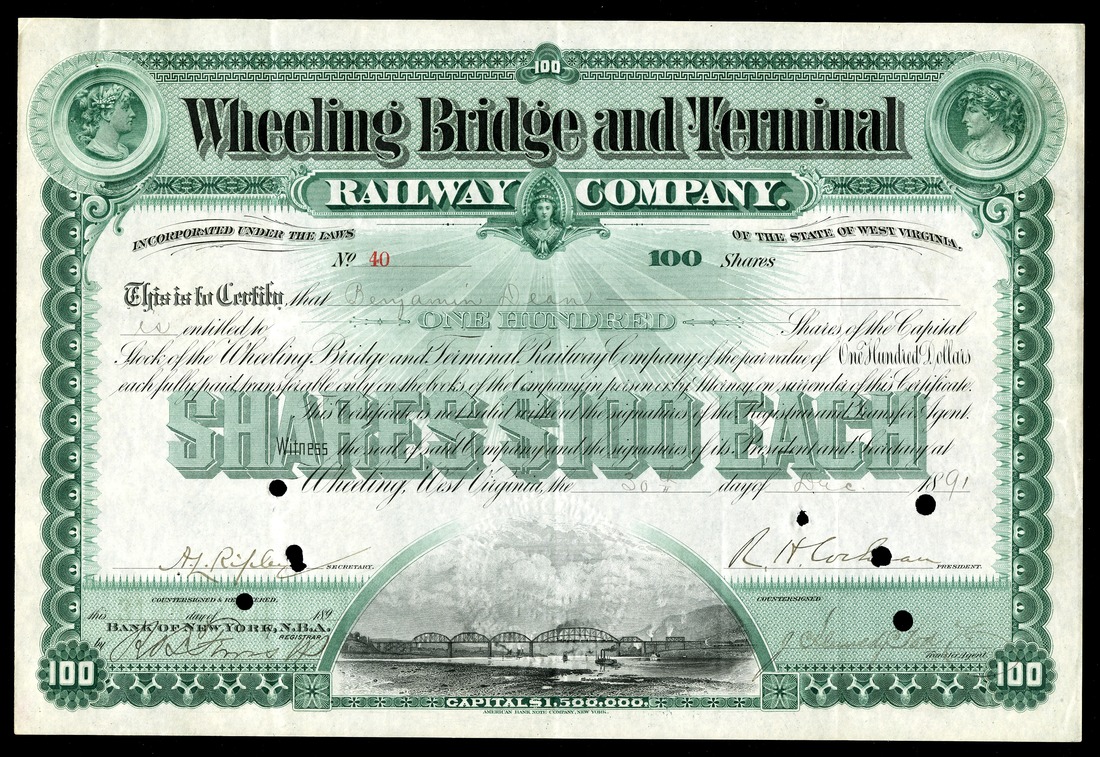 100
Wheeling Bridge and Terminal
RAILWAY COMPANY.
INCORPORATED UNDER THE LAWS OF THE STATE OF WEST VIRGINIA.
No 40 100 Shares
This is to Certify, that Benjamin Dean
is entitled to ONE HUNDRED Shares of the Capital
Stock of the Wheeling Bridge and Terminal Railway Company of the par value of One Hundred Dollars
each fully paid, transferable only on the books of the Company in person or by Attorney on surrender of this Certificate.
This Certificate is not valid without the signatures of the Registrar and Transfer Agent.
SHARES $100 EACH
Witness the seal of said Company and the signatures of its President and Secretary at
Wheeling, West Virginia, the 30th day of Dec. 1891
A. L. Ripley SECRETARY. R. H. Cochran PRESIDENT.
COUNTERSIGNED & REGISTERED. COUNTERSIGNED
this day of 189
BANK OF NEW YORK, N.B.A.
by REGISTRAR
Transfer Agent
100 100
CAPITAL $1,500,000.
AMERICAN BANK NOTE COMPANY, NEW YORK.